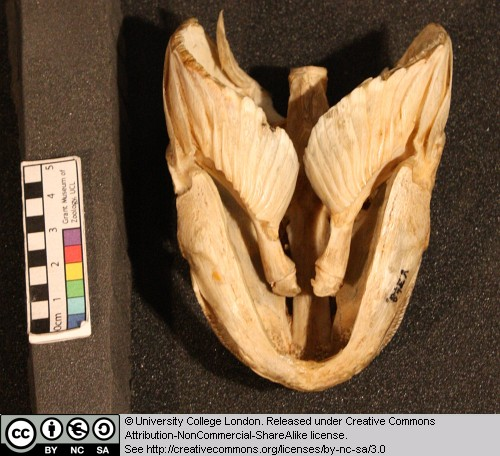 5
4
3
2
1
0cm
Grant Museum of
Zoology, UCL
cc
BY NC SA
© University College London. Released under Creative Commons
Attribution-NonCommercial-ShareAlike license.
See http://creativecommons.org/licenses/by-nc-sa/3.0